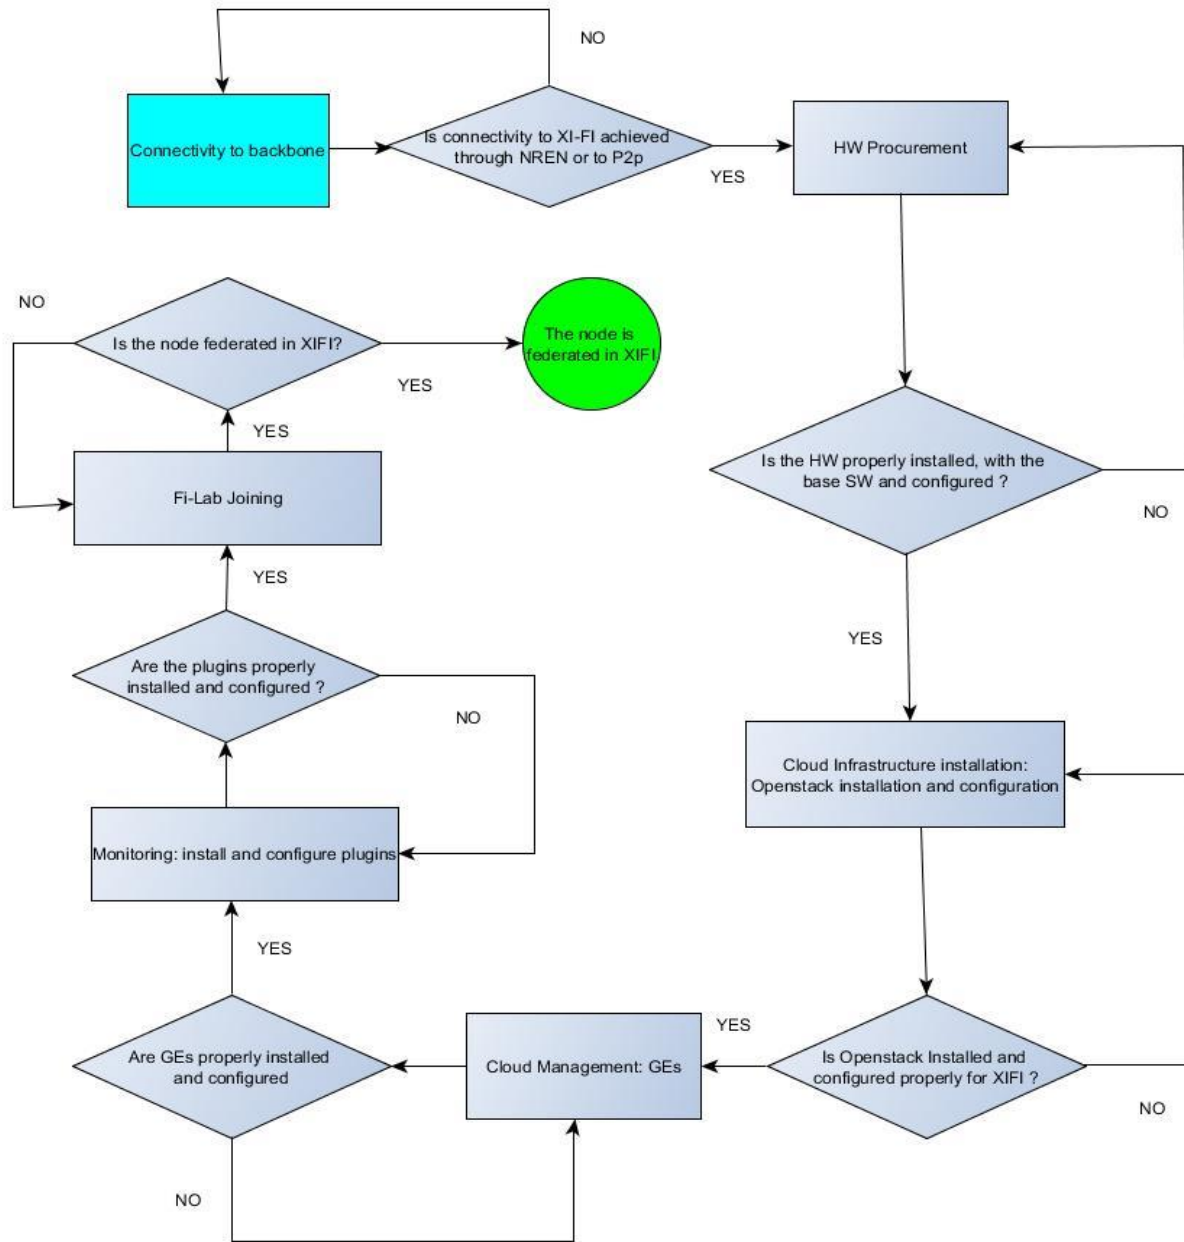 NO
Connectivity to backbone
Is connectivity to XI-FI achieved
through NREN or to P2p
YES
HW Procurement
Is the HW properly installed, with the
base SW and configured ?
NO
YES
Cloud Infrastructure installation:
Openstack installation and configuration
Is Openstack Installed and
configured properly for XIFI ?
NO
YES
Cloud Management: GEs
Are GEs properly installed
and configured
NO
YES
Monitoring: install and configure plugins
Are the plugins properly
installed and configured ?
NO
YES
Fi-Lab Joining
YES
Is the node federated in XIFI?
NO
YES
The node is
federated in XIFI